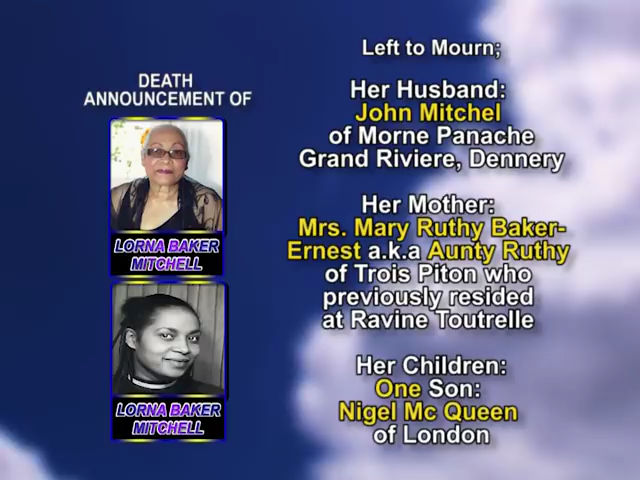 DEATH
ANNOUNCEMENT OF
LORNA BAKER
MITCHELL
LORNA BAKER
MITCHELL
Left to Mourn;
Her Husband:
John Mitchel
of Morne Panache
Grand Riviere, Dennery
Her Mother:
Mrs. Mary Ruthy Baker-
Ernest a.k.a Aunty Ruthy
of Trois Piton who
previously resided
at Ravine Toutrelle
Her Children:
One Son:
Nigel Mc Queen
of London